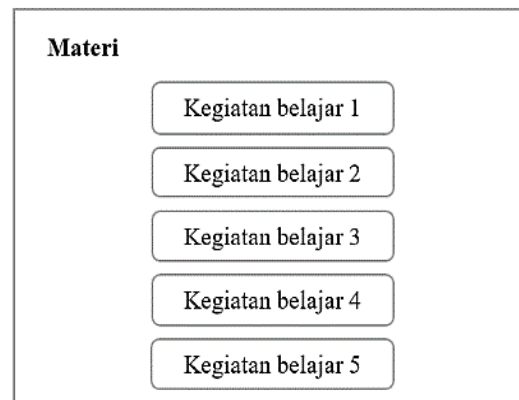 Materi
Kegiatan belajar 1
Kegiatan belajar 2
Kegiatan belajar 3
Kegiatan belajar 4
Kegiatan belajar 5